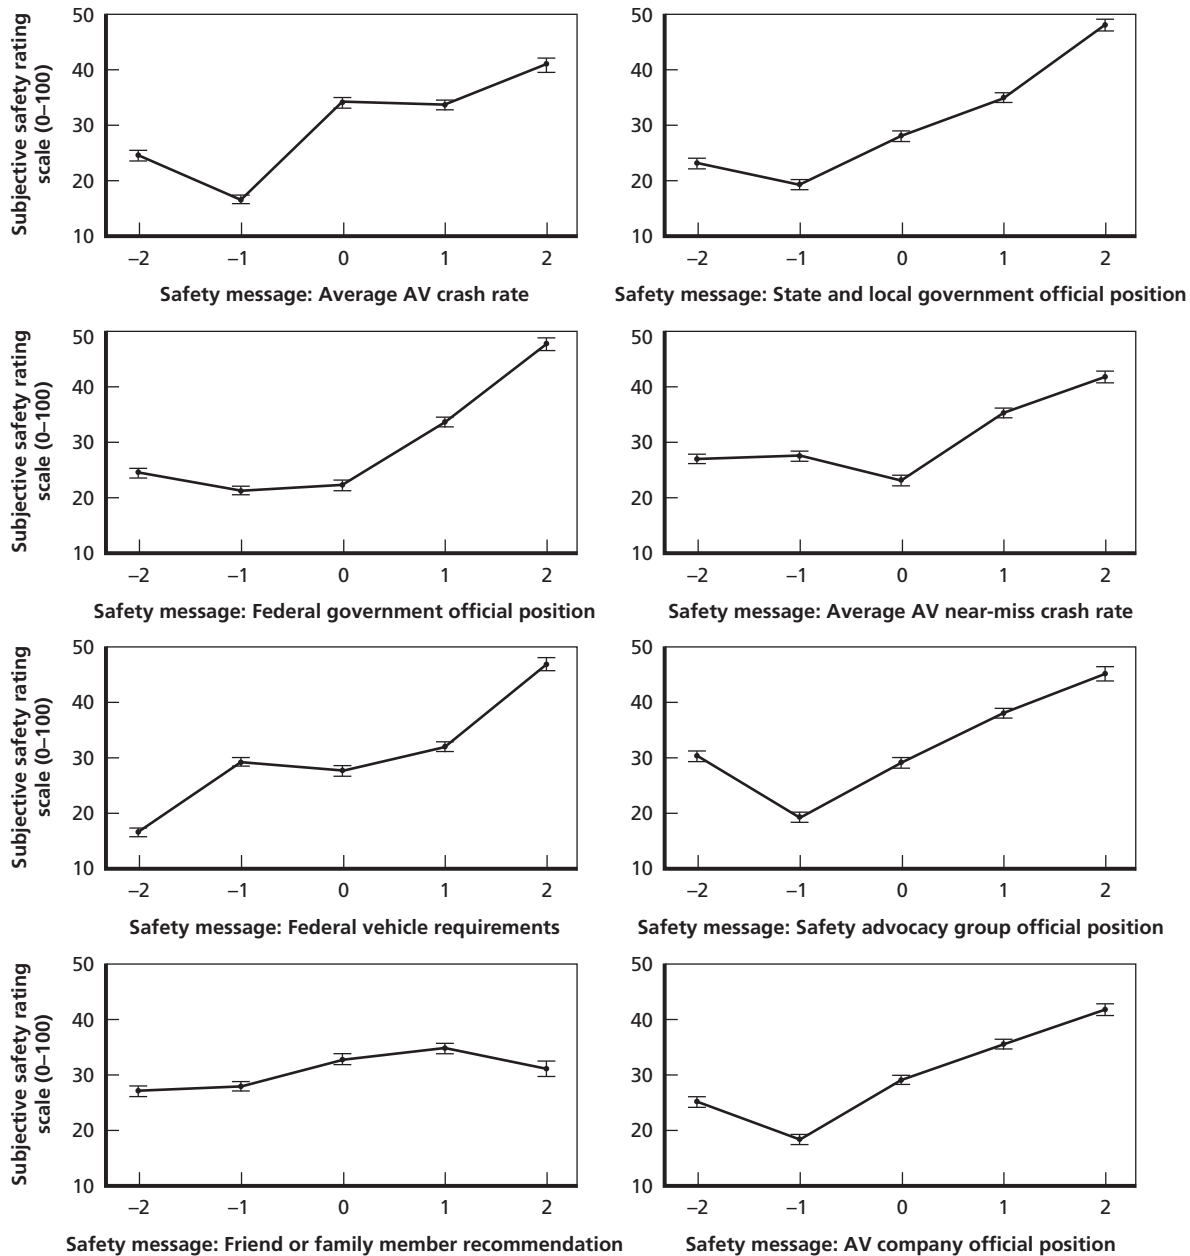 Subjective safety rating
scale (0–100)
50
40
30
20
10
–2 –1 0 1 2
Safety message: Average AV crash rate
50
40
30
20
10
–2 –1 0 1 2
Safety message: State and local government official position
Subjective safety rating
scale (0–100)
50
40
30
20
10
–2 –1 0 1 2
Safety message: Federal government official position
50
40
30
20
10
–2 –1 0 1 2
Safety message: Average AV near-miss crash rate
Subjective safety rating
scale (0–100)
50
40
30
20
10
–2 –1 0 1 2
Safety message: Federal vehicle requirements
50
40
30
20
10
–2 –1 0 1 2
Safety message: Safety advocacy group official position
Subjective safety rating
scale (0–100)
50
40
30
20
10
–2 –1 0 1 2
Safety message: Friend or family member recommendation
50
40
30
20
10
–2 –1 0 1 2
Safety message: AV company official position